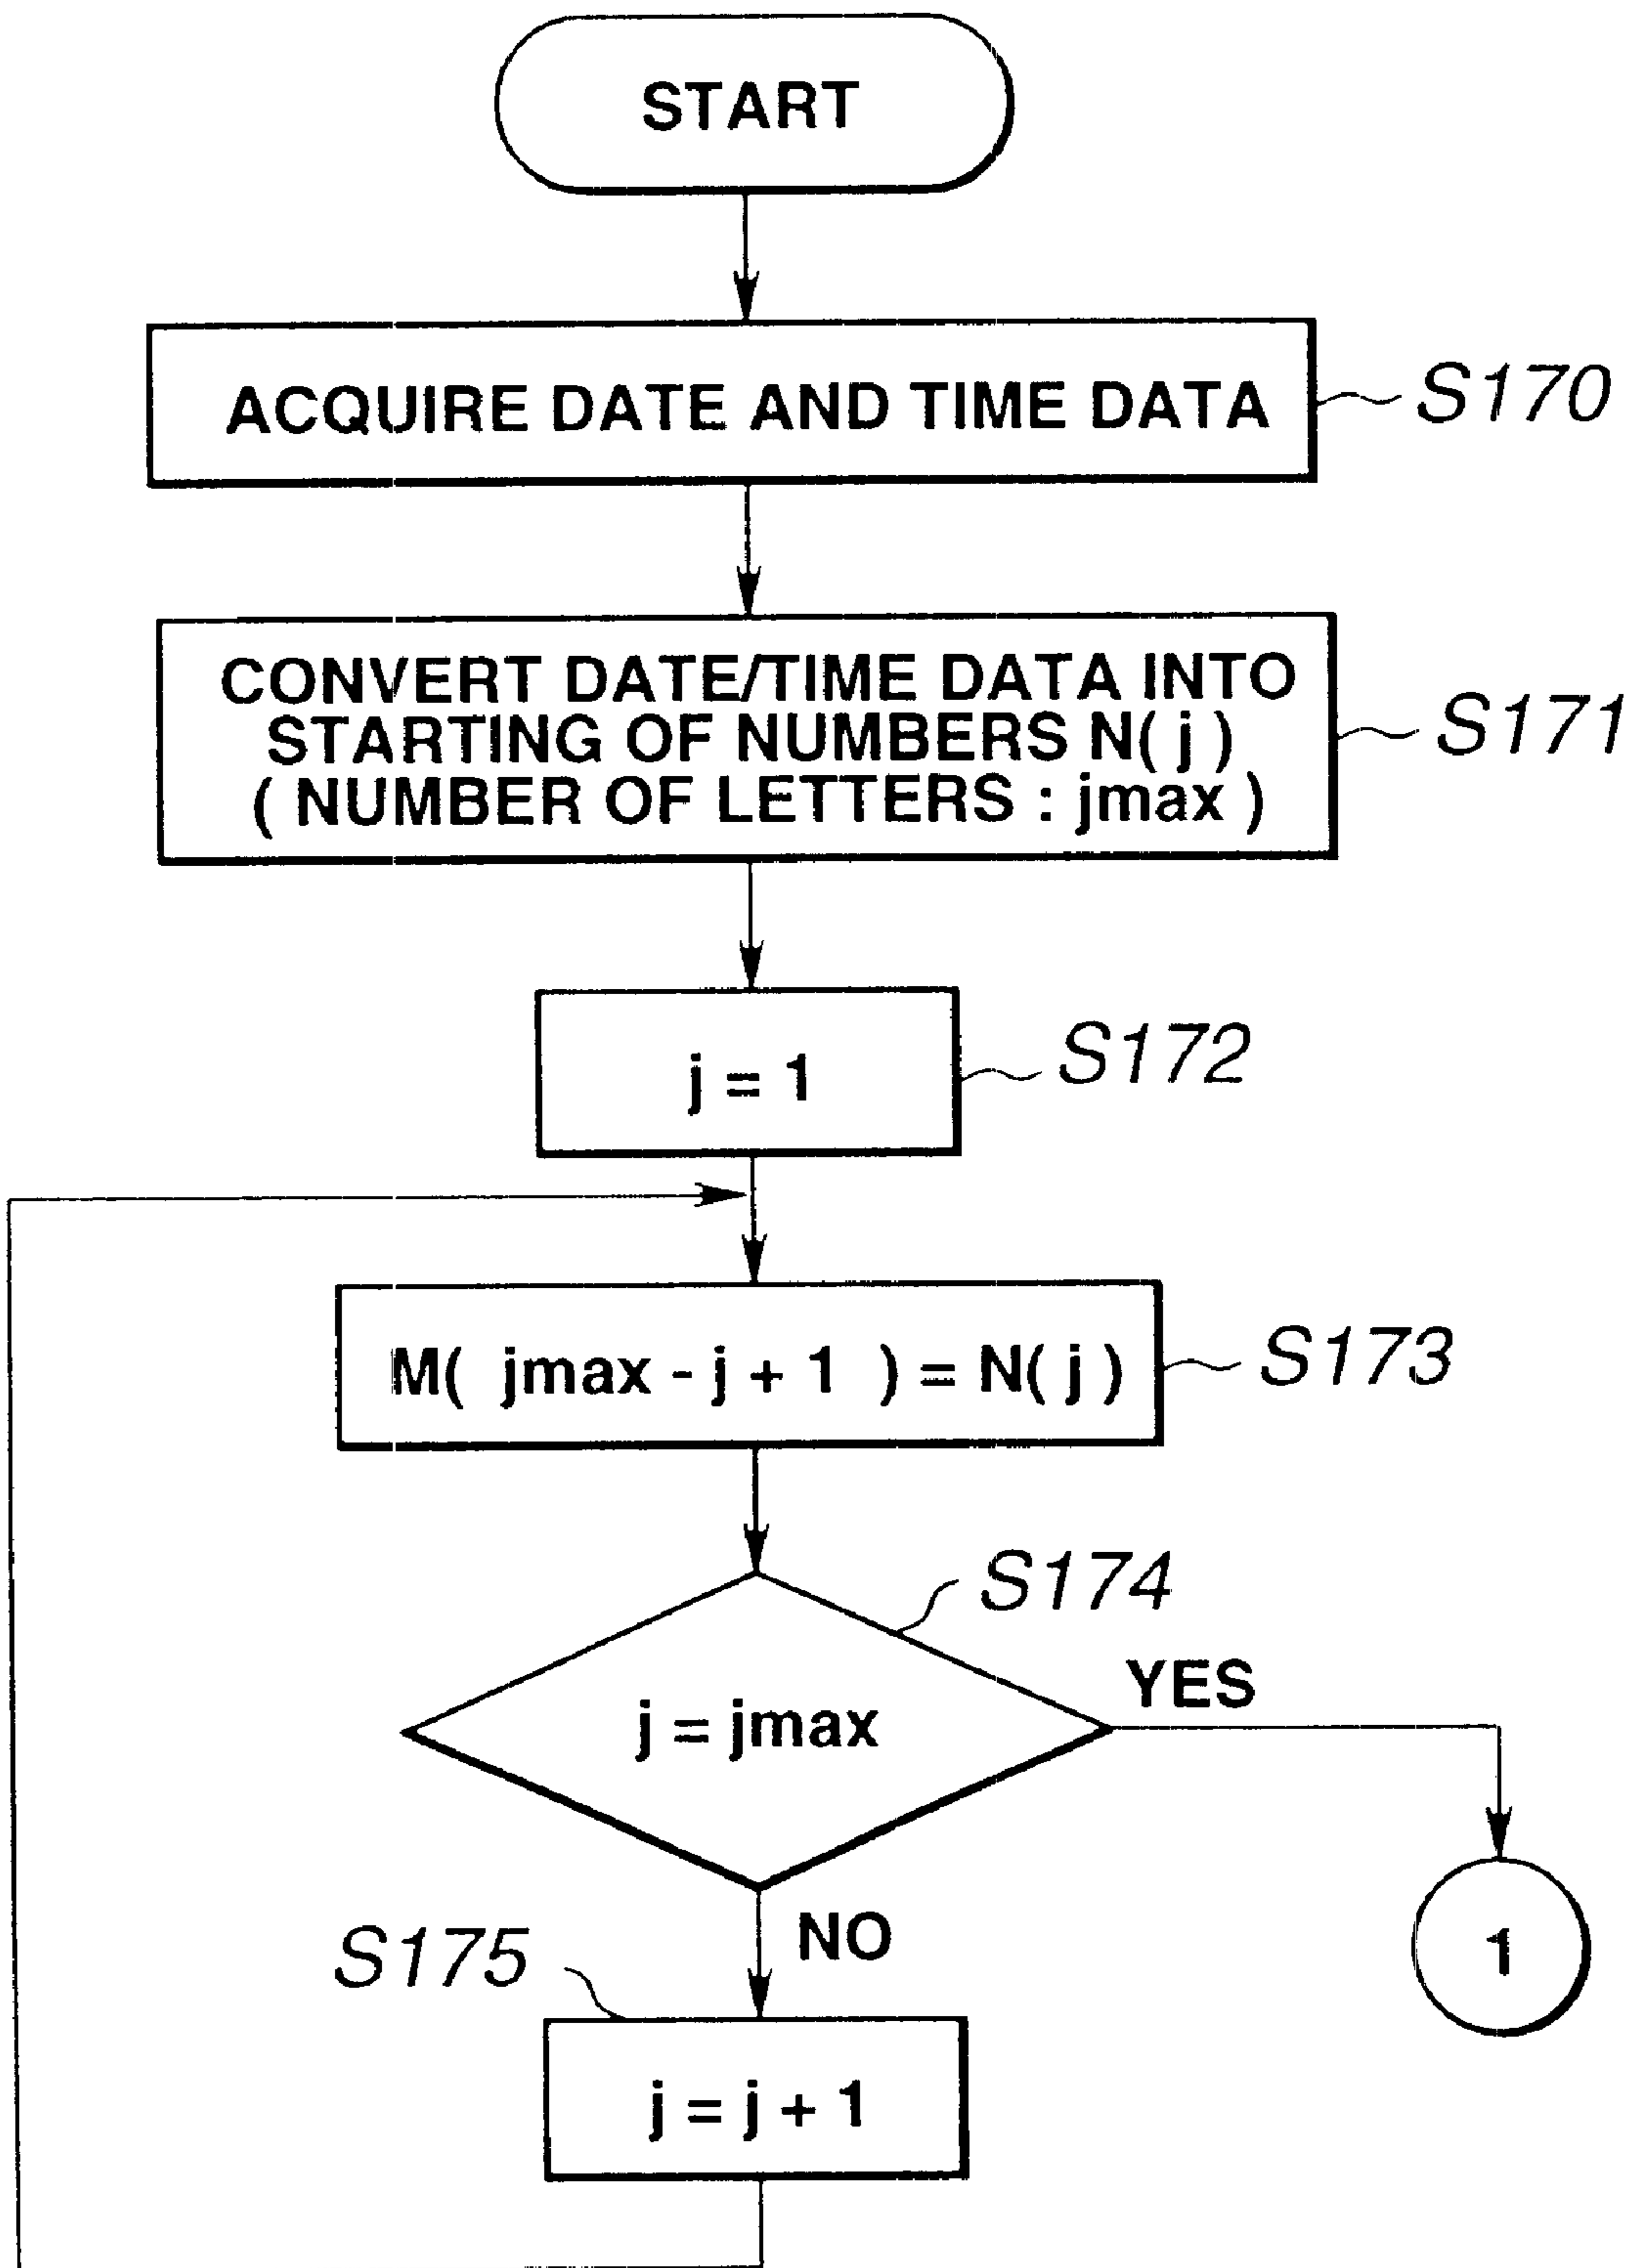 START
ACQUIRE DATE AND TIME DATA
S170
CONVERT DATE/TIME DATA INTO
STARTING OF NUMBERS N( j )
( NUMBER OF LETTERS : jmax )
S171
j = 1
S172
M( jmax - j + 1 ) = N( j )
S173
S174
j = jmax
YES
NO
1
S175
j = j + 1